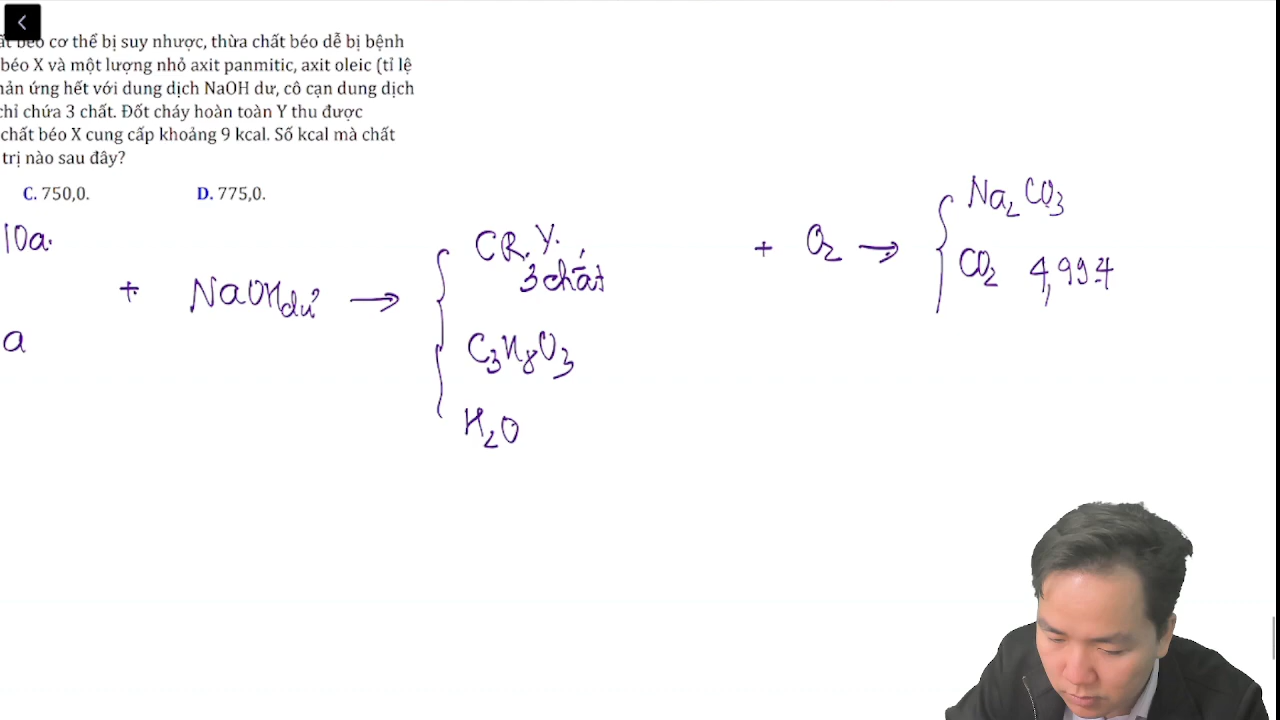 béo cơ thể bị suy nhược, thừa chất béo dễ bị bệnh
béo X và một lượng nhỏ axit panmitic, axit oleic (tỉ lệ
ản ứng hết với dung dịch NaOH dư, cô cạn dung dịch
chỉ chứa 3 chất. Đốt cháy hoàn toàn Y thu được
chất béo X cung cấp khoảng 9 kcal. Số kcal mà chất
trị nào sau đây?
C. 750,0. D. 775,0.
10a.
a
+ NaOH dư →
CR. Y.
3 chất
C₃H₈O₃
H₂O
+ O₂ →
Na₂CO₃
CO₂ 4,994